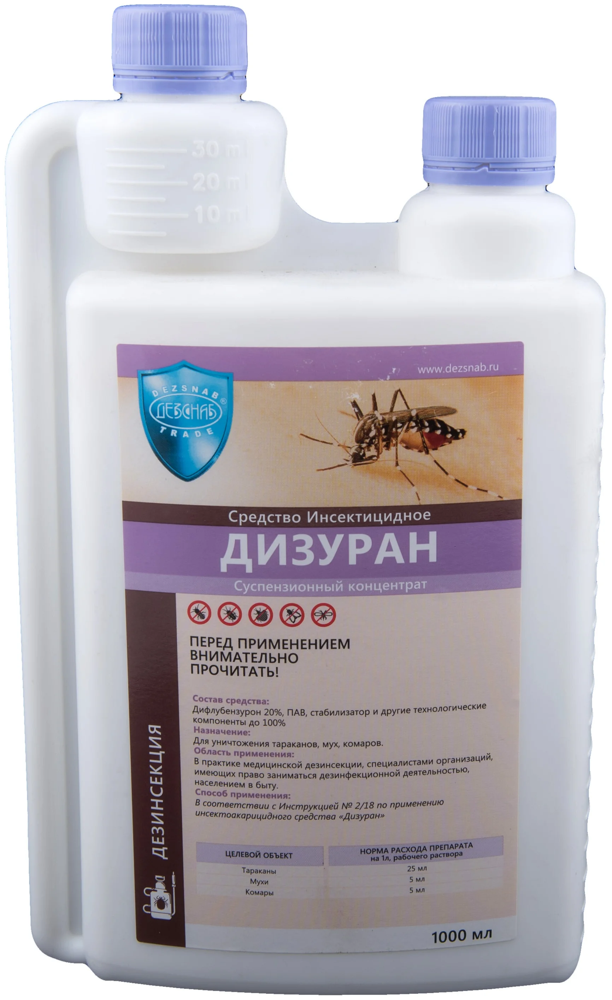 30 ml
20 ml
10 ml
www.dezsnab.ru
DEZSNAB
ДЕЗСНАБ®
TRADE
Средство Инсектицидное
ДИЗУРАН
Суспензионный концентрат
ПЕРЕД ПРИМЕНЕНИЕМ
ВНИМАТЕЛЬНО
ПРОЧИТАТЬ!
Состав средства:
Дифлубензурон 20%, ПАВ, стабилизатор и другие технологические
компоненты до 100%
Назначение:
Для уничтожения тараканов, мух, комаров.
Область применения:
В практике медицинской дезинсекции, специалистами организаций,
имеющих право заниматься дезинфекционной деятельностью,
населением в быту.
Способ применения:
В соответствии с Инструкцией № 2/18 по применению
инсектоакарицидного средства «Дизуран»
ДЕЗИНСЕКЦИЯ
ЦЕЛЕВОЙ ОБЪЕКТ НОРМА РАСХОДА ПРЕПАРАТА
на 1л, рабочего раствора
Тараканы 25 мл
Мухи 5 мл
Комары 5 мл
1000 мл